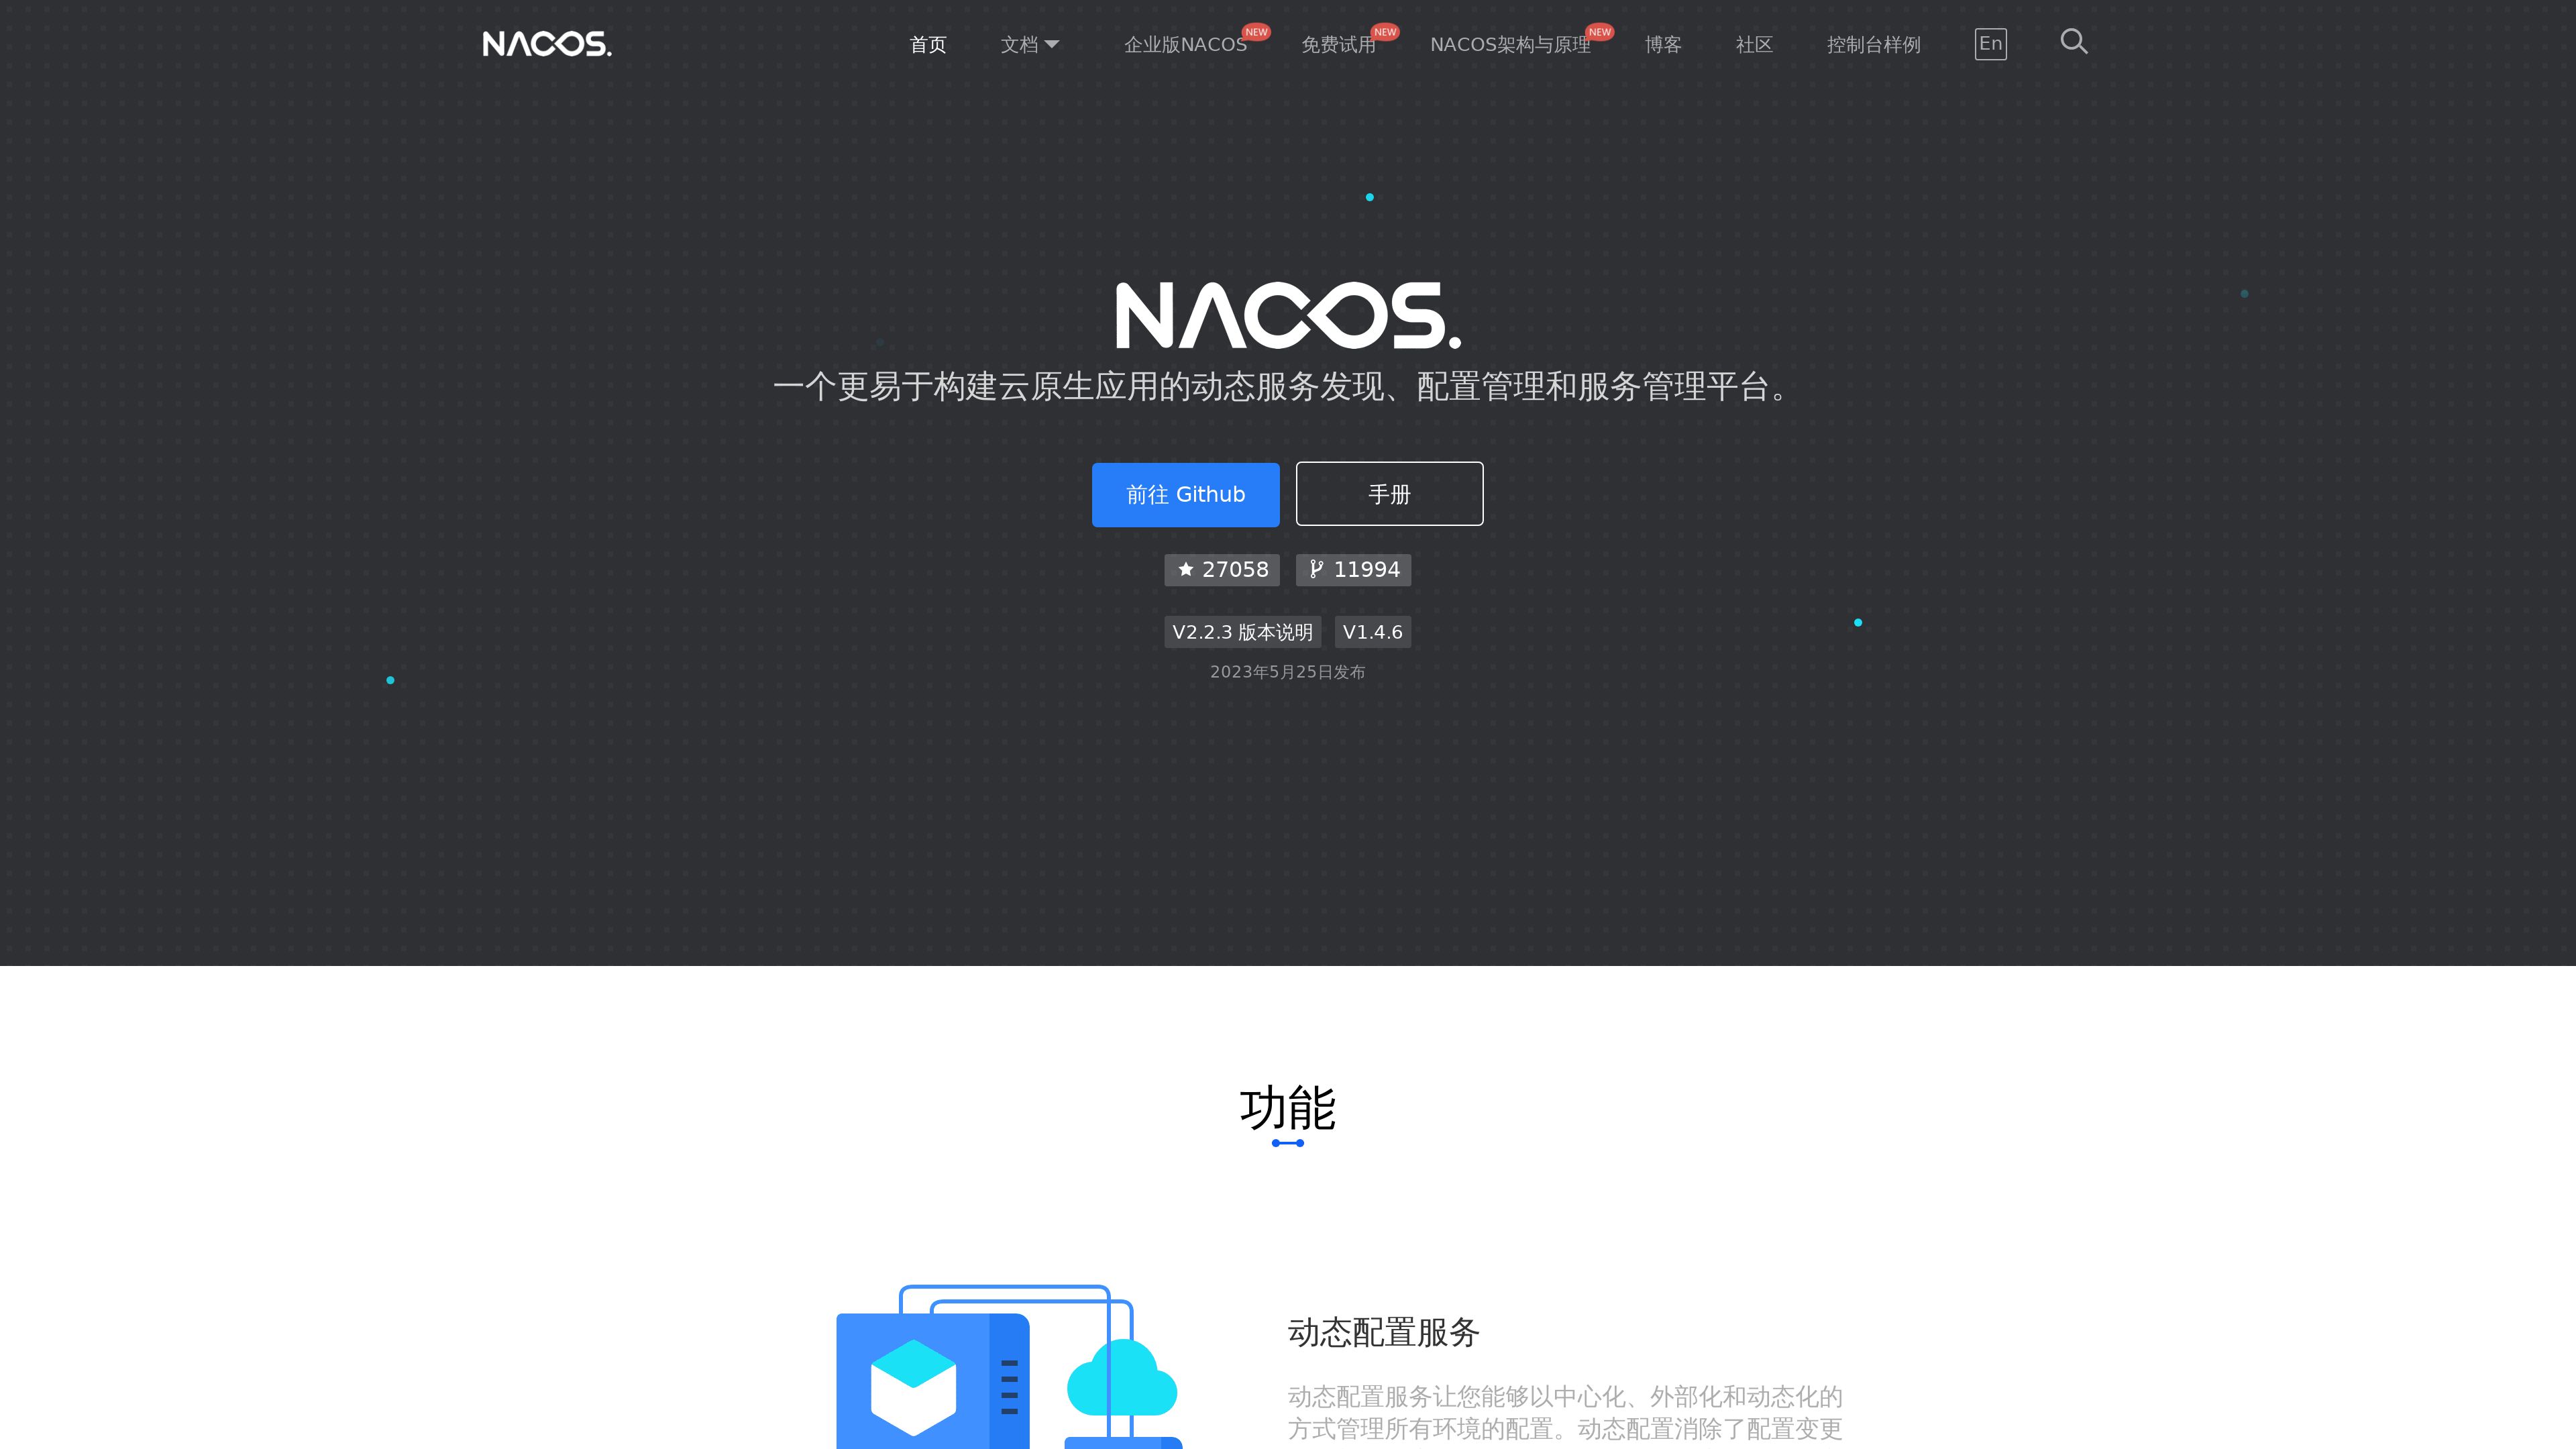 NACOS.
首页 文档 企业版NACOS NEW 免费试用 NEW NACOS架构与原理 NEW 博客 社区 控制台样例 En
NACOS.
一个更易于构建云原生应用的动态服务发现、配置管理和服务管理平台。
前往 Github 手册
27058 11994
V2.2.3 版本说明 V1.4.6
2023年5月25日发布
功能
动态配置服务
动态配置服务让您能够以中心化、外部化和动态化的
方式管理所有环境的配置。动态配置消除了配置变更